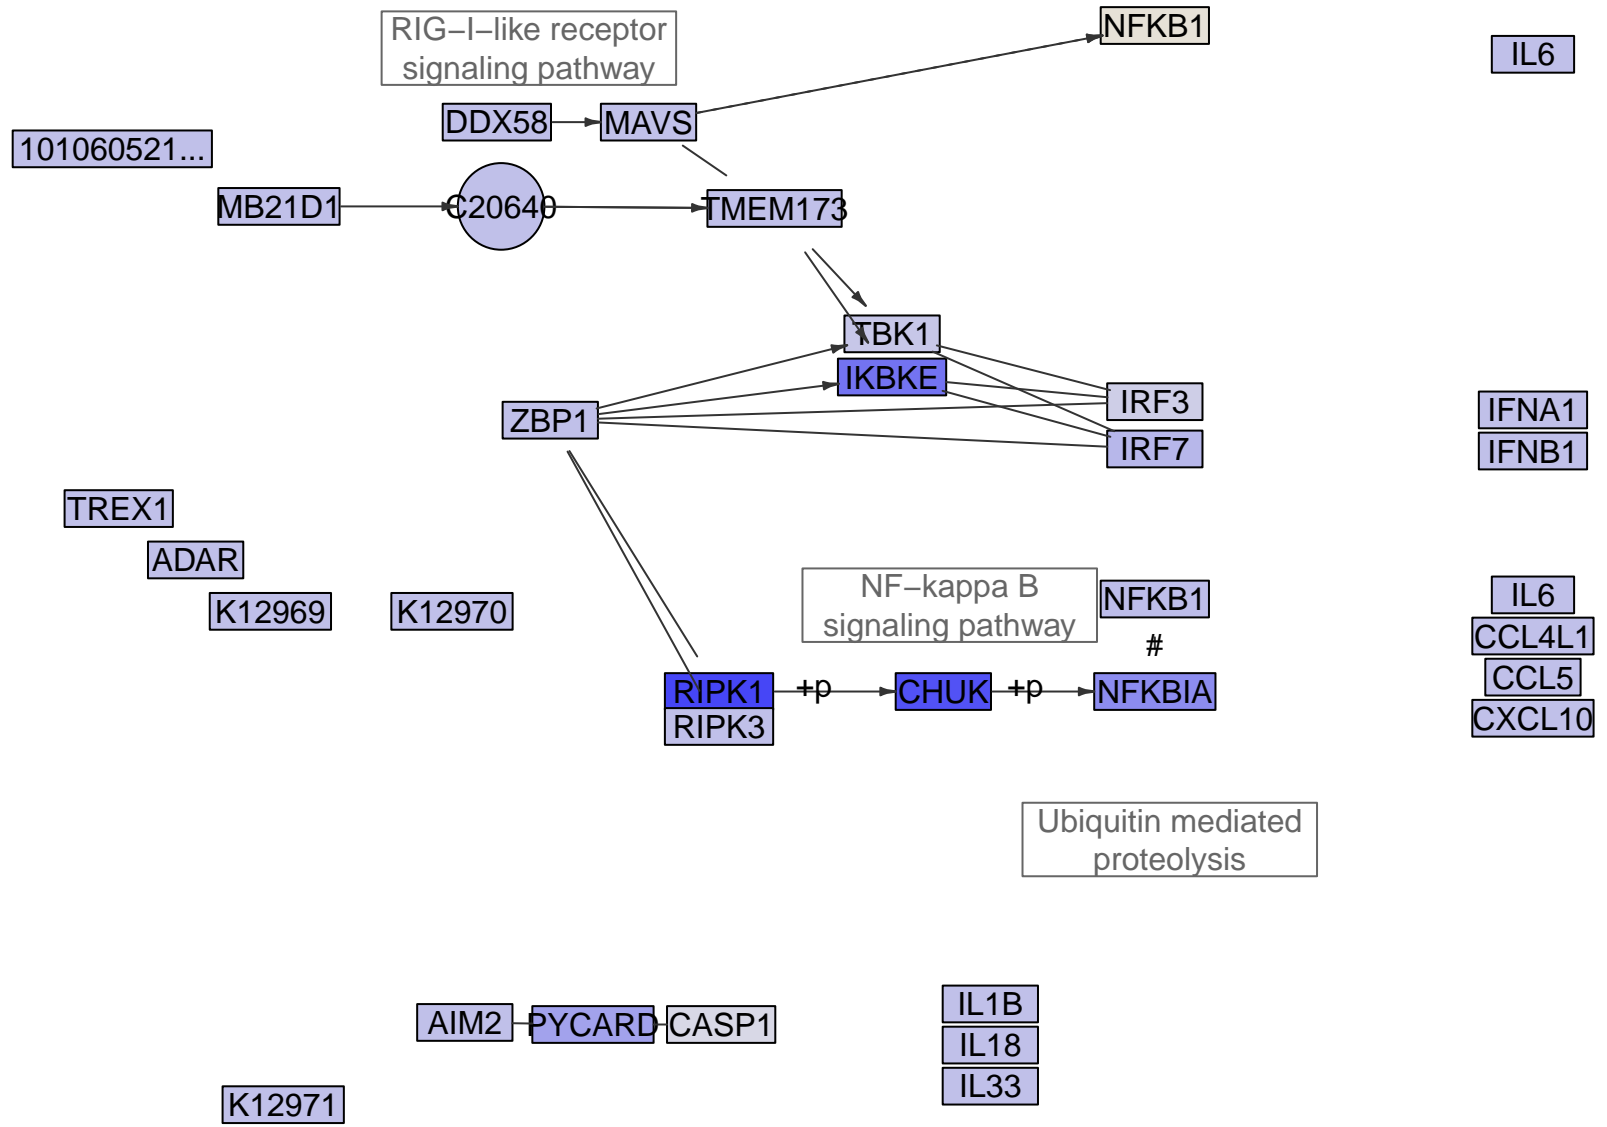 RIG−I−like receptor
signaling pathway
NFKB1
IL6
DDX58
MAVS
101060521...
MB21D1
C20640
TMEM173
TBK1
IKBKE
ZBP1
IRF3
IRF7
IFNA1
IFNB1
TREX1
ADAR
K12969
K12970
NF−kappa B
signaling pathway
NFKB1
#
IL6
CCL4L1
CCL5
CXCL10
RIPK1
+p
CHUK
+p
NFKBIA
RIPK3
Ubiquitin mediated
proteolysis
AIM2
PYCARD
CASP1
IL1B
IL18
IL33
K12971